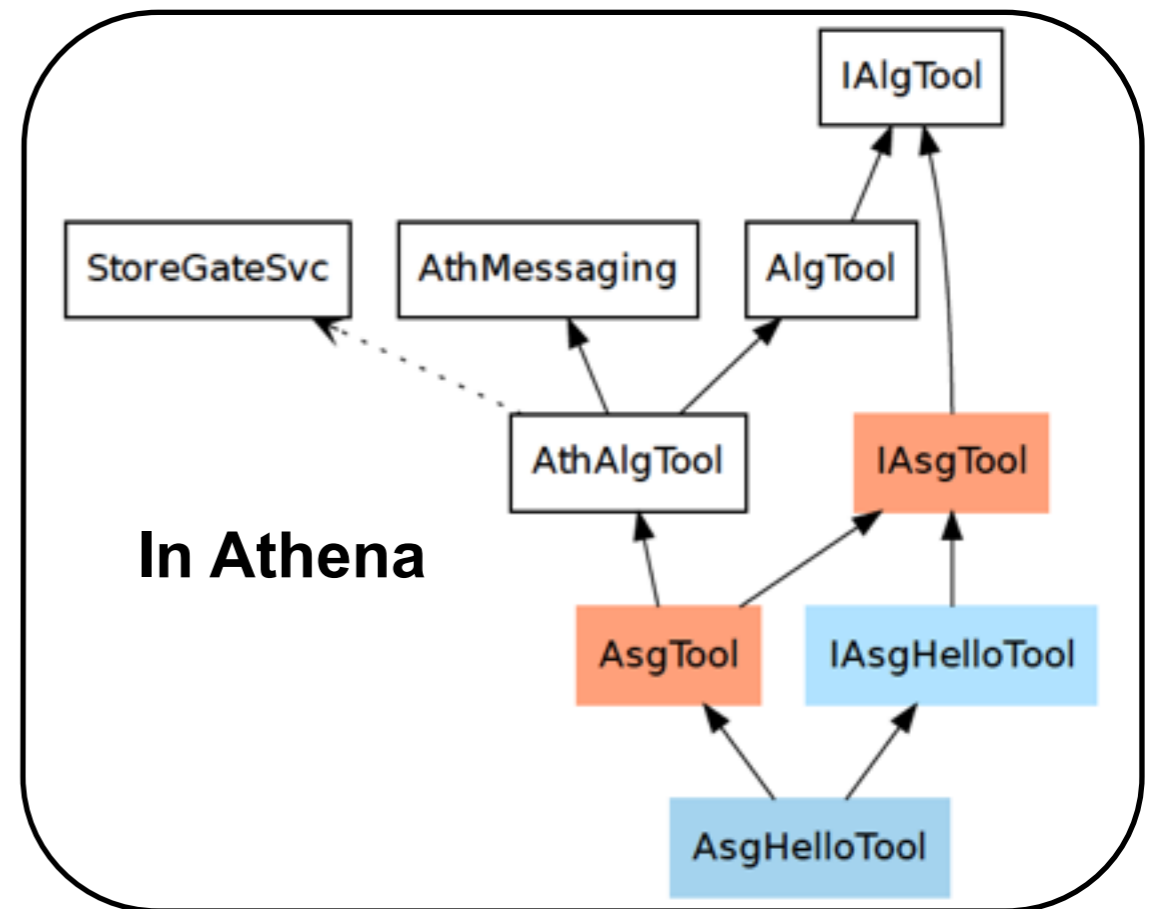 IAlgTool
StoreGateSvc
AthMessaging
AlgTool
AthAlgTool
IAsgTool
In Athena
AsgTool
IAsgHelloTool
AsgHelloTool